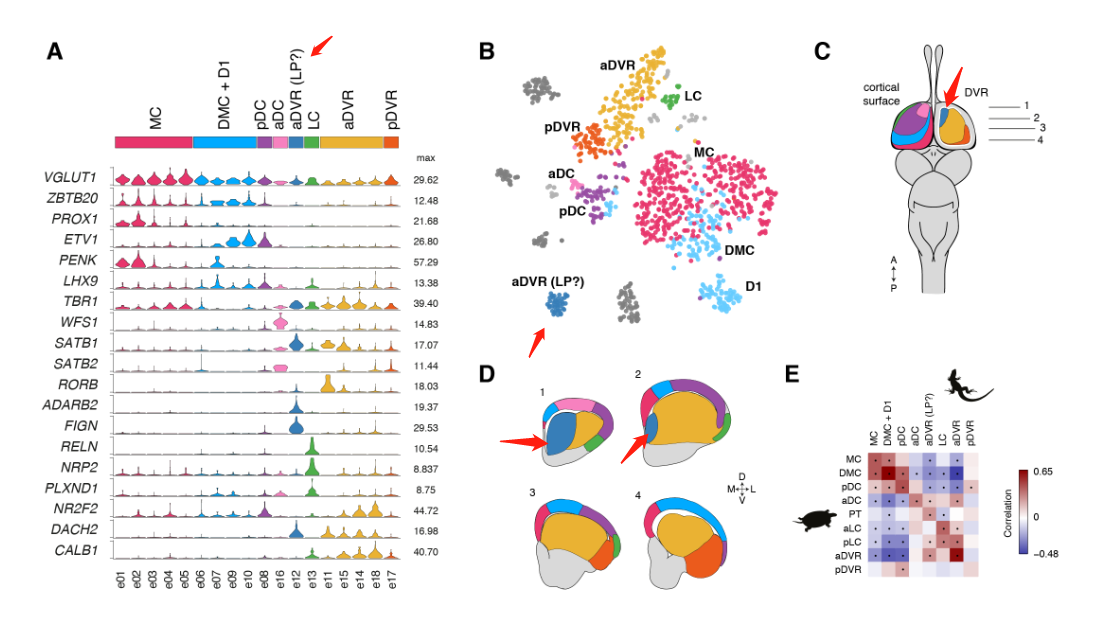 A
MC
DMC + D1
pDC
aDC
aDVR (LP?)
LC
aDVR
pDVR
max
VGLUT1 29.62
ZBTB20 12.48
PROX1 21.68
ETV1 26.80
PENK 57.29
LHX9 13.38
TBR1 39.40
WFS1 14.83
SATB1 17.07
SATB2 11.44
RORB 18.03
ADARB2 19.37
FIGN 29.53
RELN 10.54
NRP2 8.837
PLXND1 8.75
NR2F2 44.72
DACH2 16.98
CALB1 40.70
e01 e02 e03 e04 e05 e06 e07 e09 e10 e08 e16 e12 e13 e11 e15 e14 e18 e17
B
aDVR
LC
pDVR
MC
aDC
pDC
DMC
aDVR (LP?)
D1
C
cortical
surface
DVR
1
2
3
4
A
P
D
1
2
3
4
D
M L
V
E
MC
DMC + D1
pDC
aDC
aDVR (LP?)
LC
aDVR
pDVR
MC
DMC
pDC
aDC
PT
aLC
pLC
aDVR
pDVR
0.65
0
−0.48
Correlation